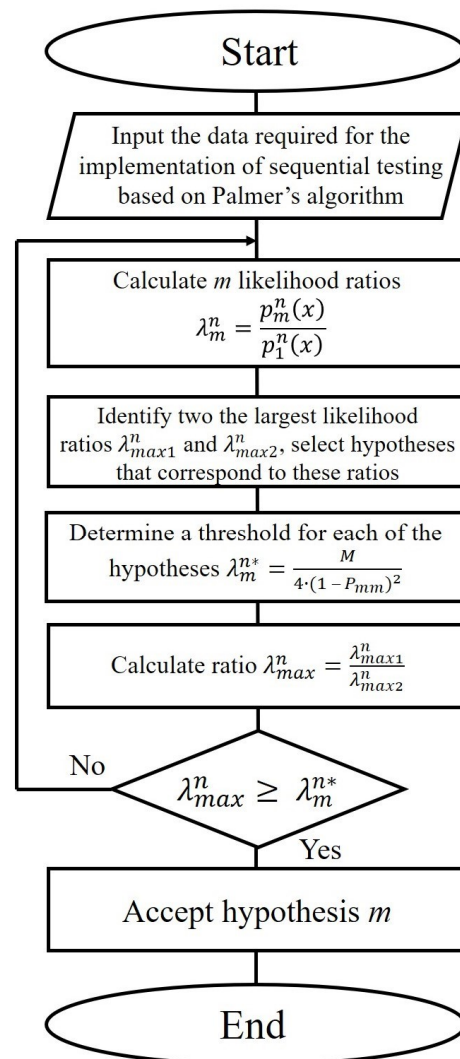 Start
Input the data required for the
implementation of sequential testing
based on Palmer's algorithm
Calculate m likelihood ratios
λ_m^n = p_m^n(x) / p_1^n(x)
Identify two the largest likelihood
ratios λ_max1^n and λ_max2^n, select hypotheses
that correspond to these ratios
Determine a threshold for each of the
hypotheses λ_m^n* = M / 4·(1−P_mm)^2
Calculate ratio λ_max^n = λ_max1^n / λ_max2^n
No
λ_max^n ≥ λ_m^n*
Yes
Accept hypothesis m
End